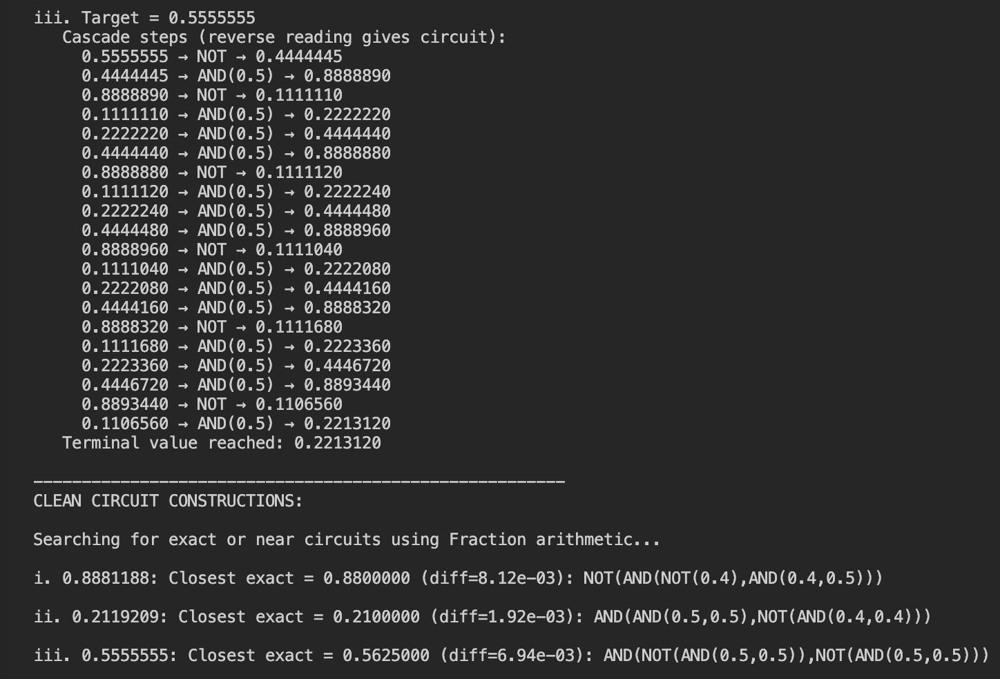 iii. Target = 0.5555555
Cascade steps (reverse reading gives circuit):
0.5555555 → NOT → 0.4444445
0.4444445 → AND(0.5) → 0.8888890
0.8888890 → NOT → 0.1111110
0.1111110 → AND(0.5) → 0.2222220
0.2222220 → AND(0.5) → 0.4444440
0.4444440 → AND(0.5) → 0.8888880
0.8888880 → NOT → 0.1111120
0.1111120 → AND(0.5) → 0.2222240
0.2222240 → AND(0.5) → 0.4444480
0.4444480 → AND(0.5) → 0.8888960
0.8888960 → NOT → 0.1111040
0.1111040 → AND(0.5) → 0.2222080
0.2222080 → AND(0.5) → 0.4444160
0.4444160 → AND(0.5) → 0.8888320
0.8888320 → NOT → 0.1111680
0.1111680 → AND(0.5) → 0.2223360
0.2223360 → AND(0.5) → 0.4446720
0.4446720 → AND(0.5) → 0.8893440
0.8893440 → NOT → 0.1106560
0.1106560 → AND(0.5) → 0.2213120
Terminal value reached: 0.2213120
———————————————————————————————————————————————————————
CLEAN CIRCUIT CONSTRUCTIONS:
Searching for exact or near circuits using Fraction arithmetic...
i. 0.8881188: Closest exact = 0.8800000 (diff=8.12e-03): NOT(AND(NOT(0.4),AND(0.4,0.5)))
ii. 0.2119209: Closest exact = 0.2100000 (diff=1.92e-03): AND(AND(0.5,0.5),NOT(AND(0.4,0.4)))
iii. 0.5555555: Closest exact = 0.5625000 (diff=6.94e-03): AND(NOT(AND(0.5,0.5)),NOT(AND(0.5,0.5)))